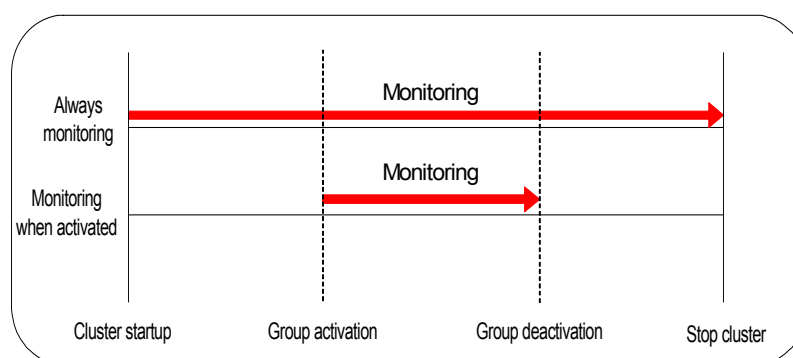 Monitoring
Always
monitoring
Monitoring
Monitoring
when activated
Cluster startup
Group activation
Group deactivation
Stop cluster